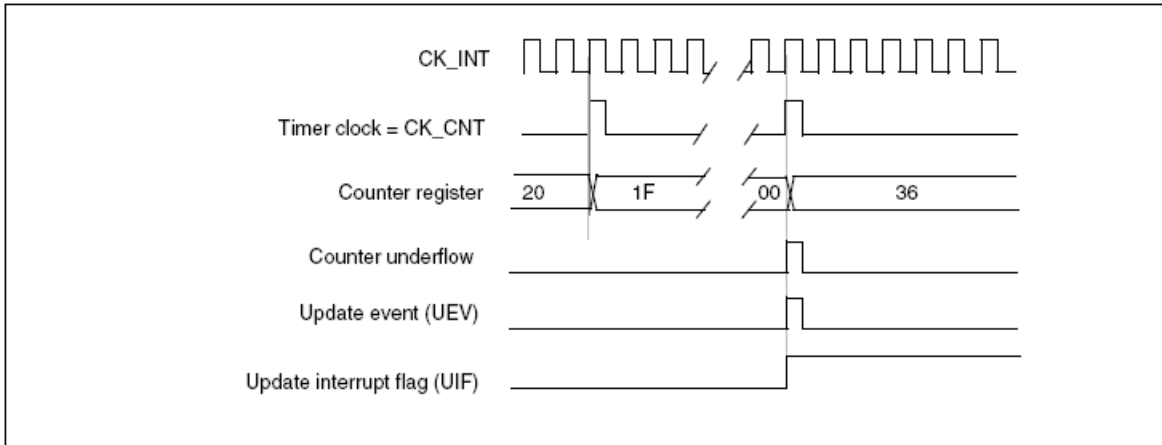 CK_INT
Timer clock = CK_CNT
Counter register 20 1F 00 36
Counter underflow
Update event (UEV)
Update interrupt flag (UIF)